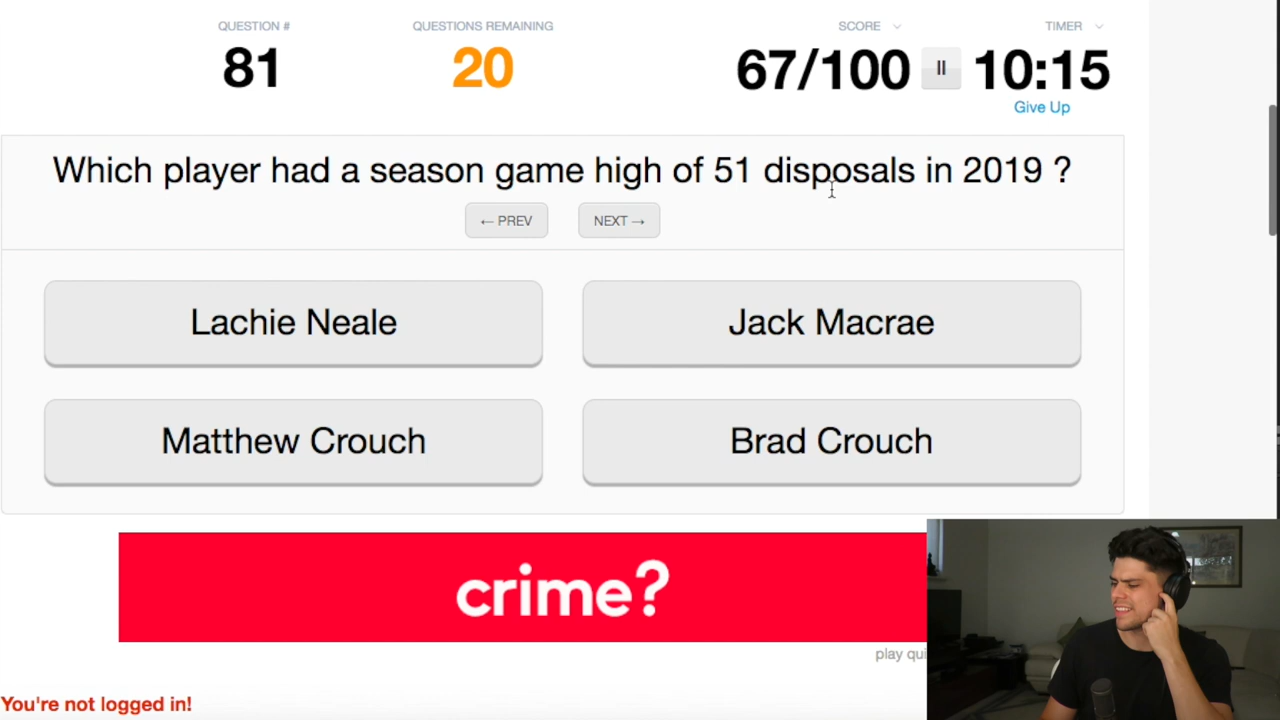 QUESTION #
QUESTIONS REMAINING
SCORE
TIMER
81
20
67/100
10:15
Give Up
Which player had a season game high of 51 disposals in 2019 ?
← PREV
NEXT →
Lachie Neale
Jack Macrae
Matthew Crouch
Brad Crouch
crime?
play qui
You're not logged in!